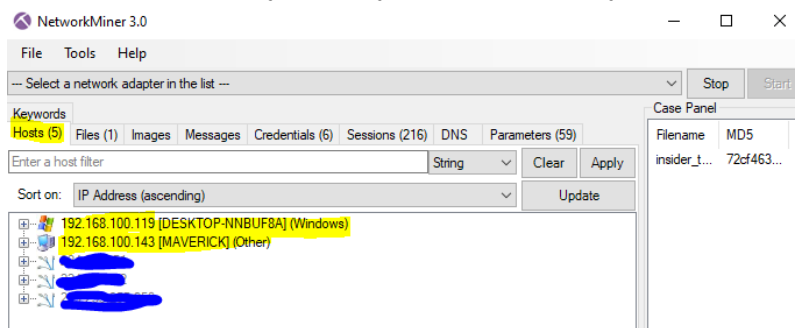 NetworkMiner 3.0
File Tools Help
--- Select a network adapter in the list --- Stop Start
Keywords
Hosts (5) Files (1) Images Messages Credentials (6) Sessions (216) DNS Parameters (59)
Enter a host filter String Clear Apply
Sort on: IP Address (ascending) Update
192.168.100.119 [DESKTOP-NNBUF8A] (Windows)
192.168.100.143 [MAVERICK] (Other)
Case Panel
Filename MD5
insider_t... 72cf463...